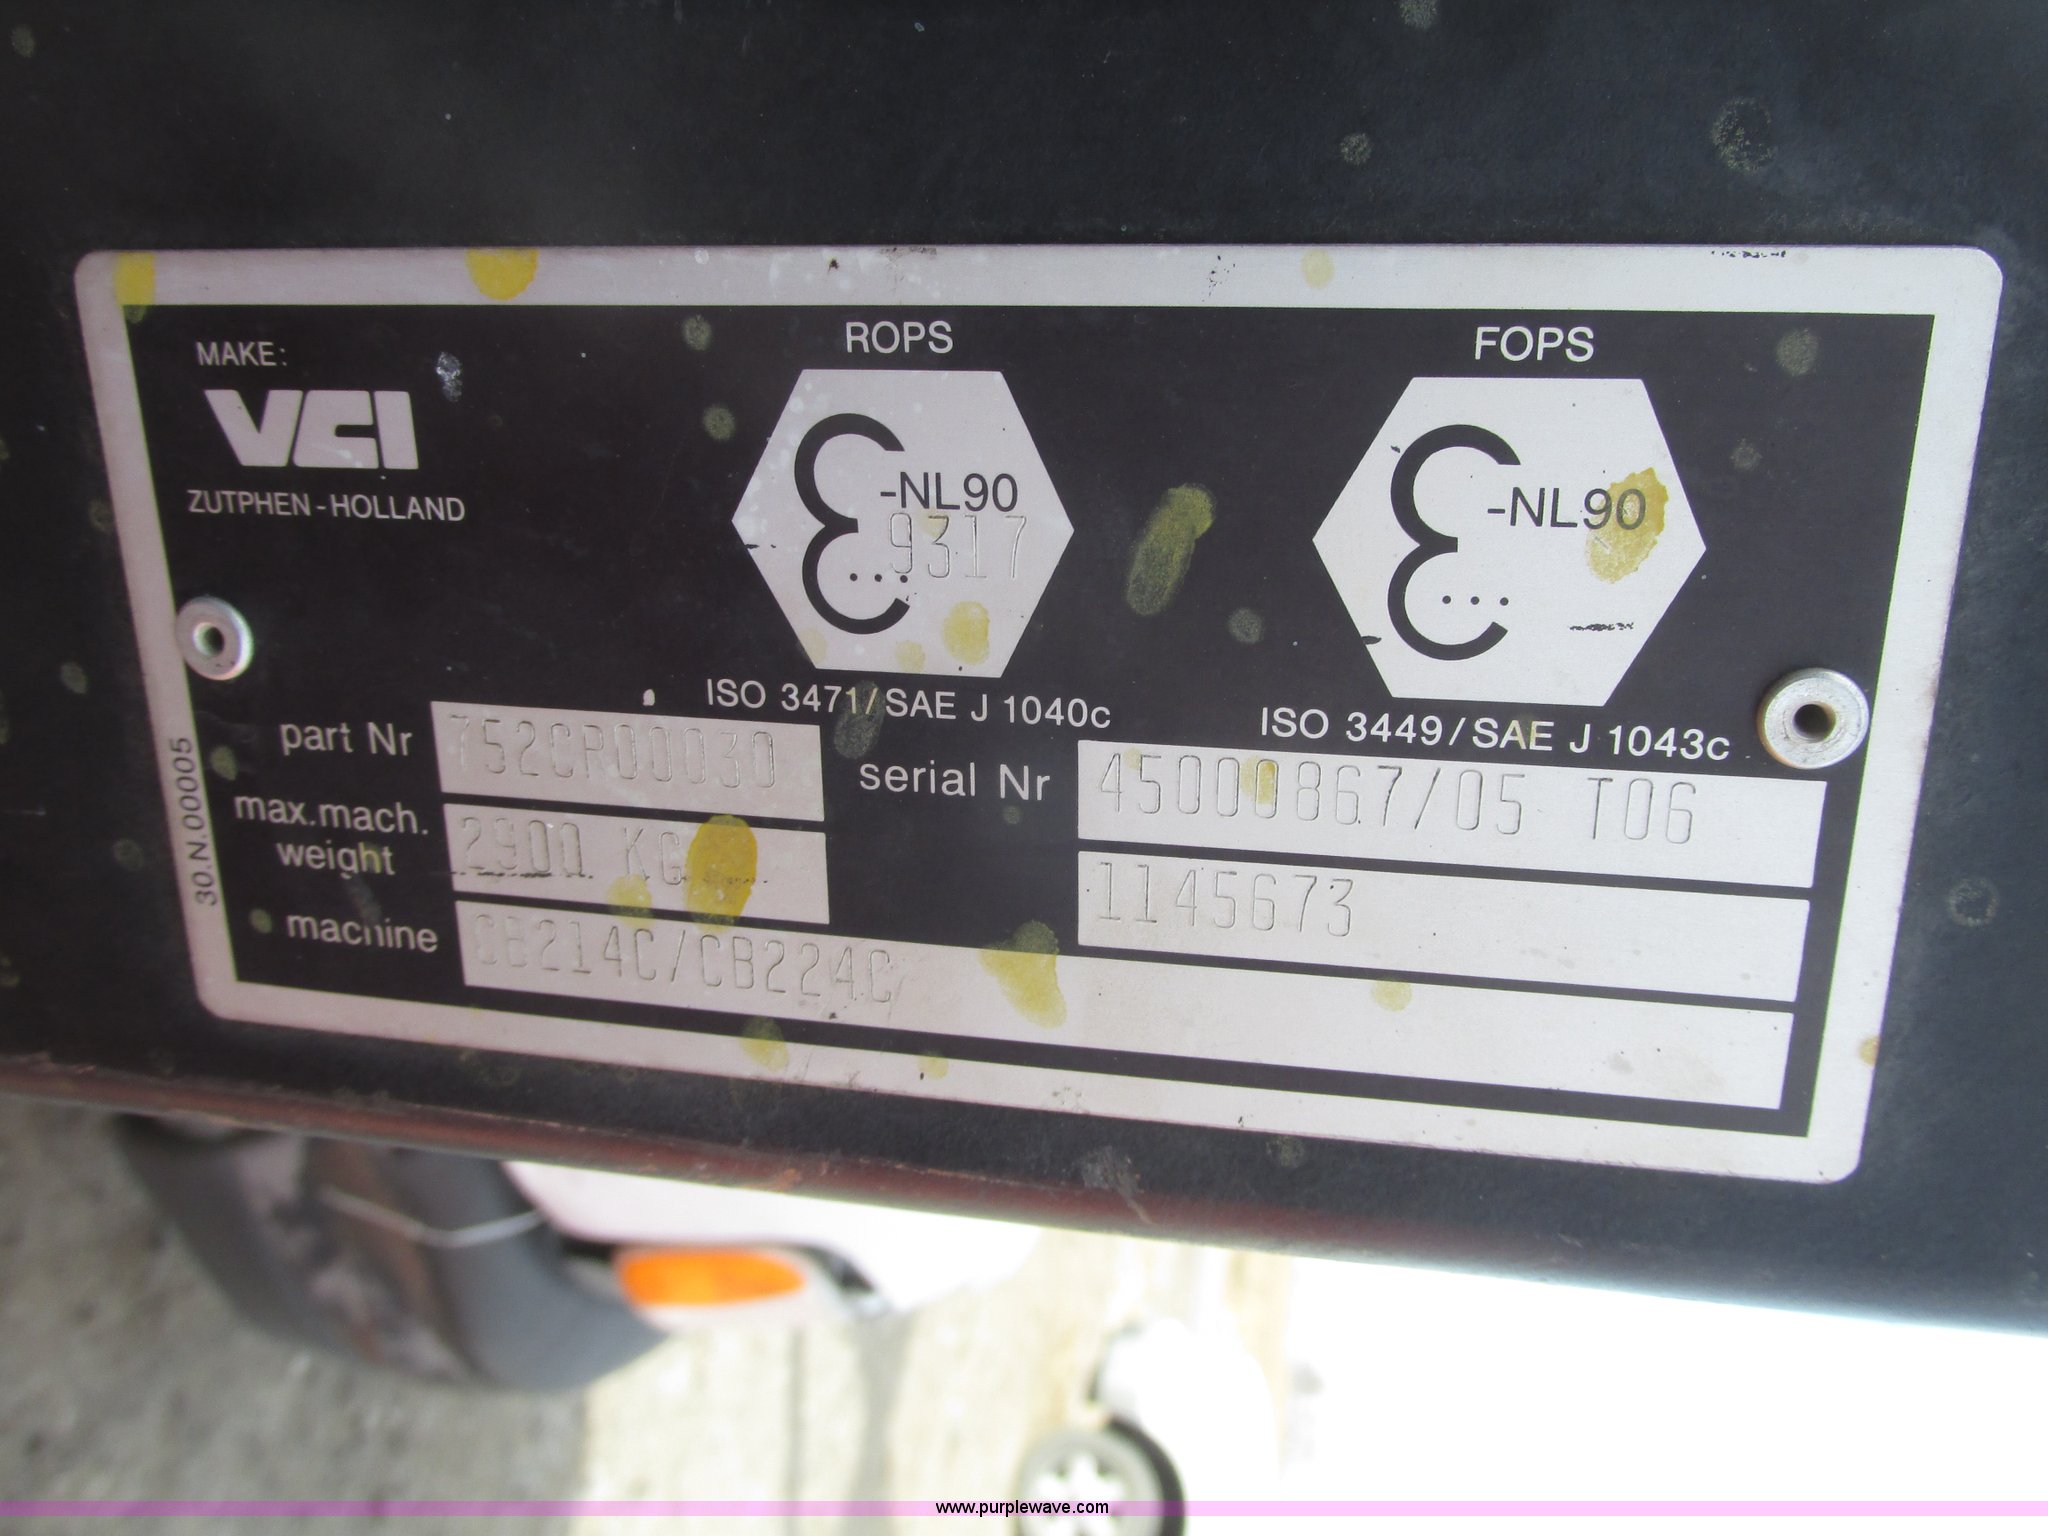 MAKE:
VCI
ZUTPHEN-HOLLAND
ROPS
ε-NL90
9317
...
ISO 3471/SAE J 1040c
FOPS
ε-NL90
...
ISO 3449/SAE J 1043c
part Nr 752CR00030
serial Nr 45000867/05 T06
max.mach. weight 2900 KG
1145673
machine CB214C/CB224C
30.N.00005
www.purplewave.com